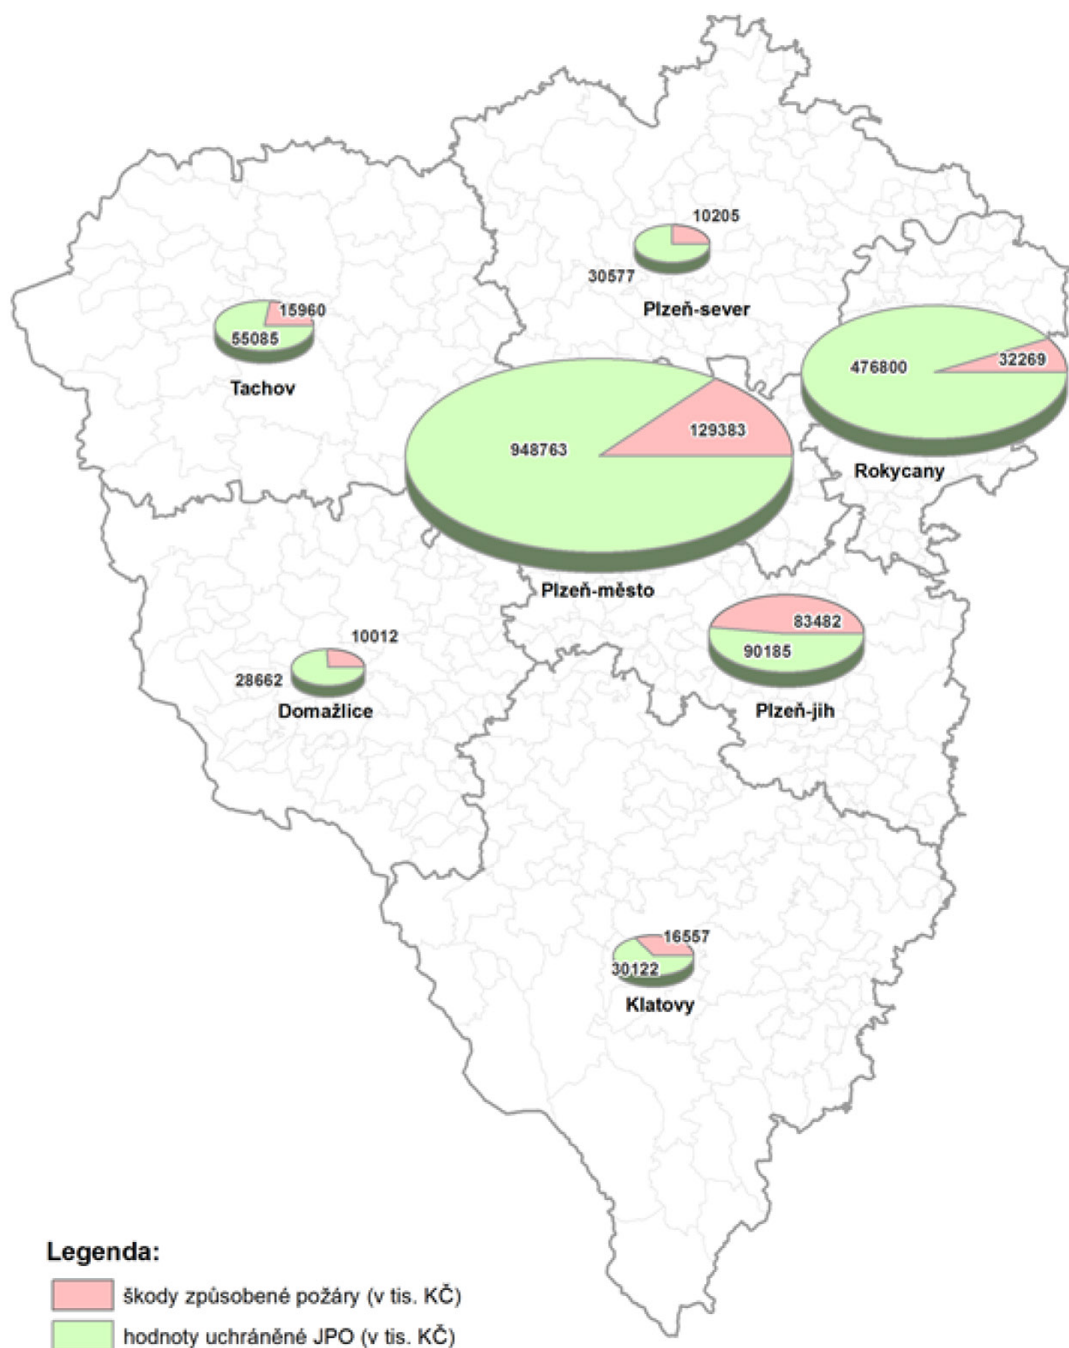 10205
30577
Plzeň-sever
15960
55085
Tachov
476800
32269
Rokycany
948763
129383
Plzeň-město
83482
90185
Plzeň-jih
10012
28662
Domažlice
16557
30122
Klatovy
Legenda:
škody způsobené požáry (v tis. KČ)
hodnoty uchráněné JPO (v tis. KČ)